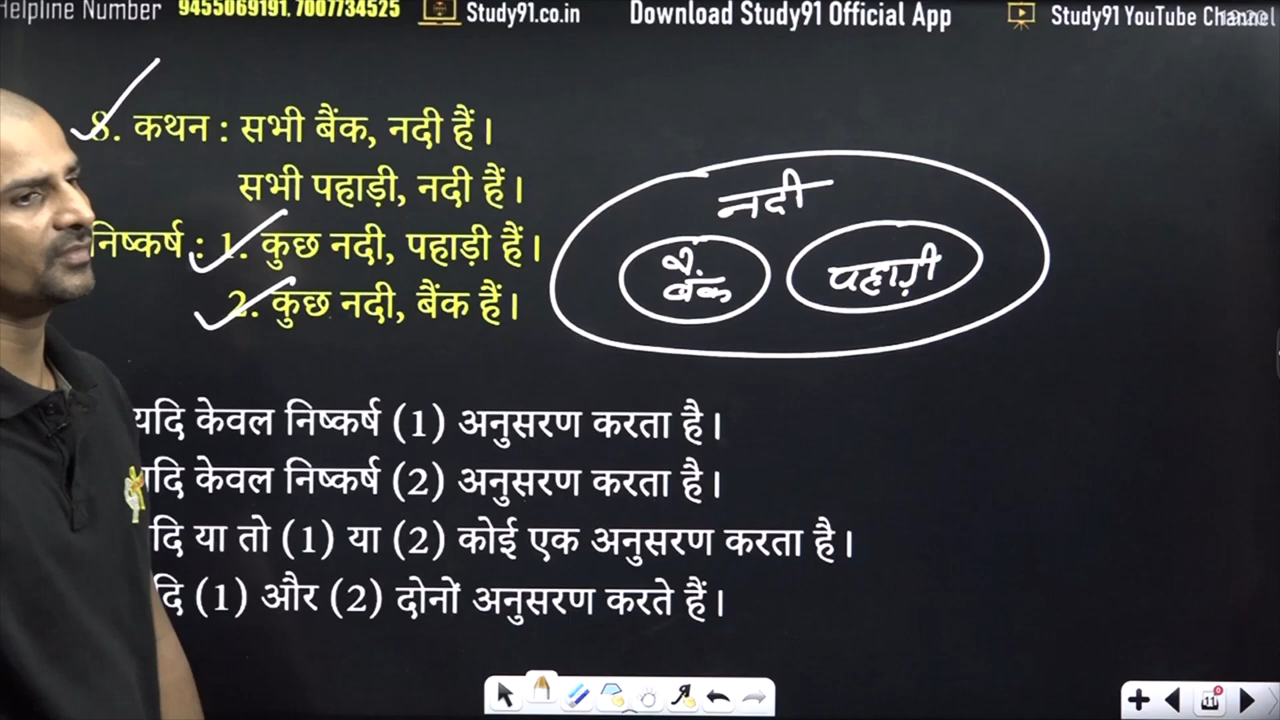 Helpline Number 9455069191, 7007734525 Study91.co.in Download Study91 Official App Study91 YouTube Channel
8. कथन : सभी बैंक, नदी हैं।
सभी पहाड़ी, नदी हैं।
निष्कर्ष : 1. कुछ नदी, पहाड़ी हैं।
2. कुछ नदी, बैंक हैं।
नदी
बैंक पहाड़ी
यदि केवल निष्कर्ष (1) अनुसरण करता है।
यदि केवल निष्कर्ष (2) अनुसरण करता है।
या तो (1) या (2) कोई एक अनुसरण करता है।
(1) और (2) दोनों अनुसरण करते हैं।
11